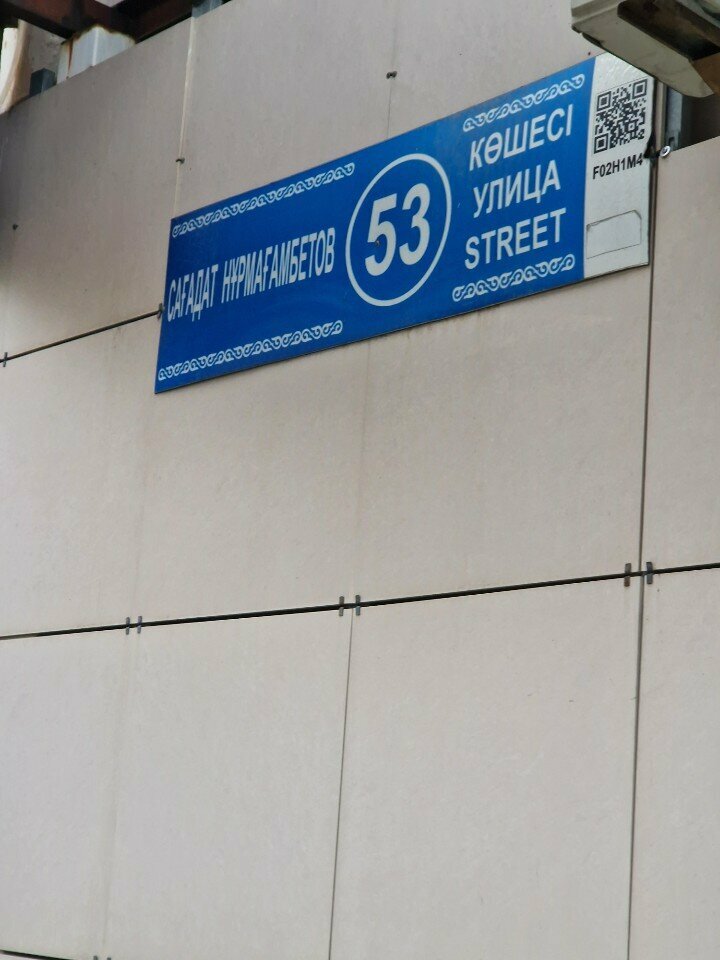 САҒАДАТ НҰРМАҒАМБЕТОВ
53
КӨШЕСІ
УЛИЦА
STREET
F02H1M4